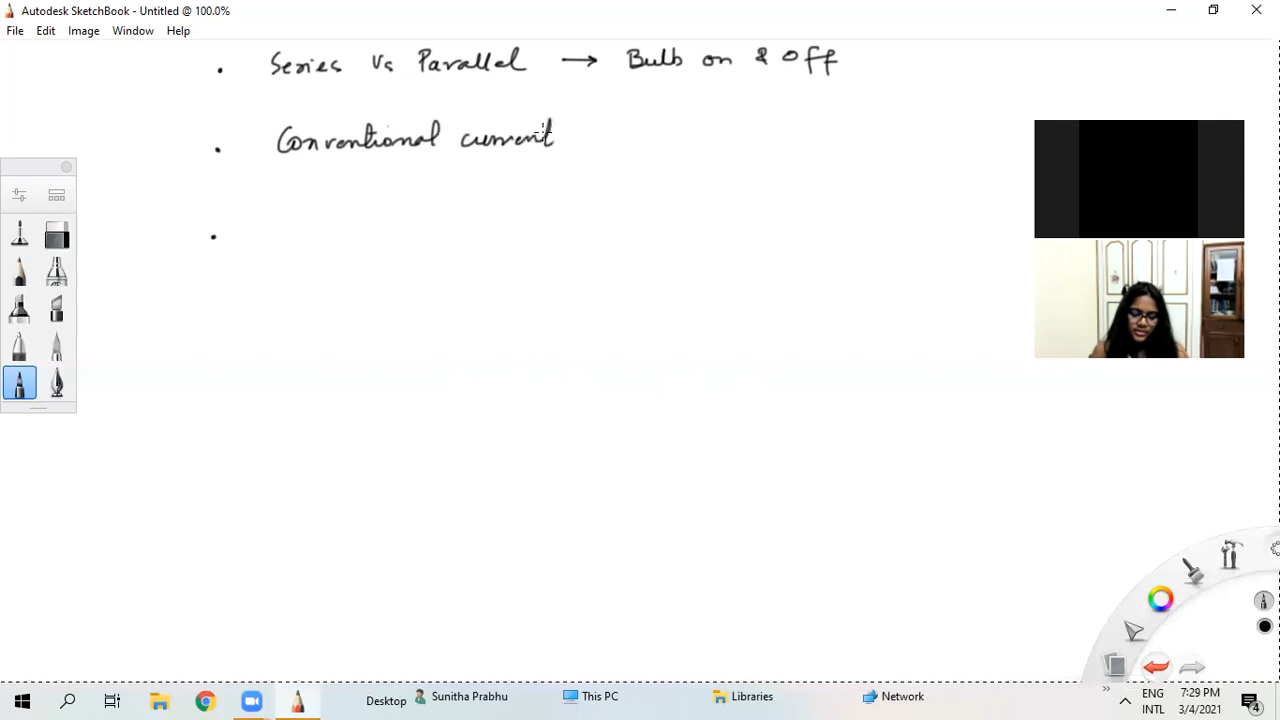 Autodesk SketchBook - Untitled @ 100.0%
File Edit Image Window Help
. Series Vs Parallel → Bulb on & Off
. Conventional current
.
Desktop Sunitha Prabhu This PC Libraries Network
ENG 7:29 PM
INTL 3/4/2021
4